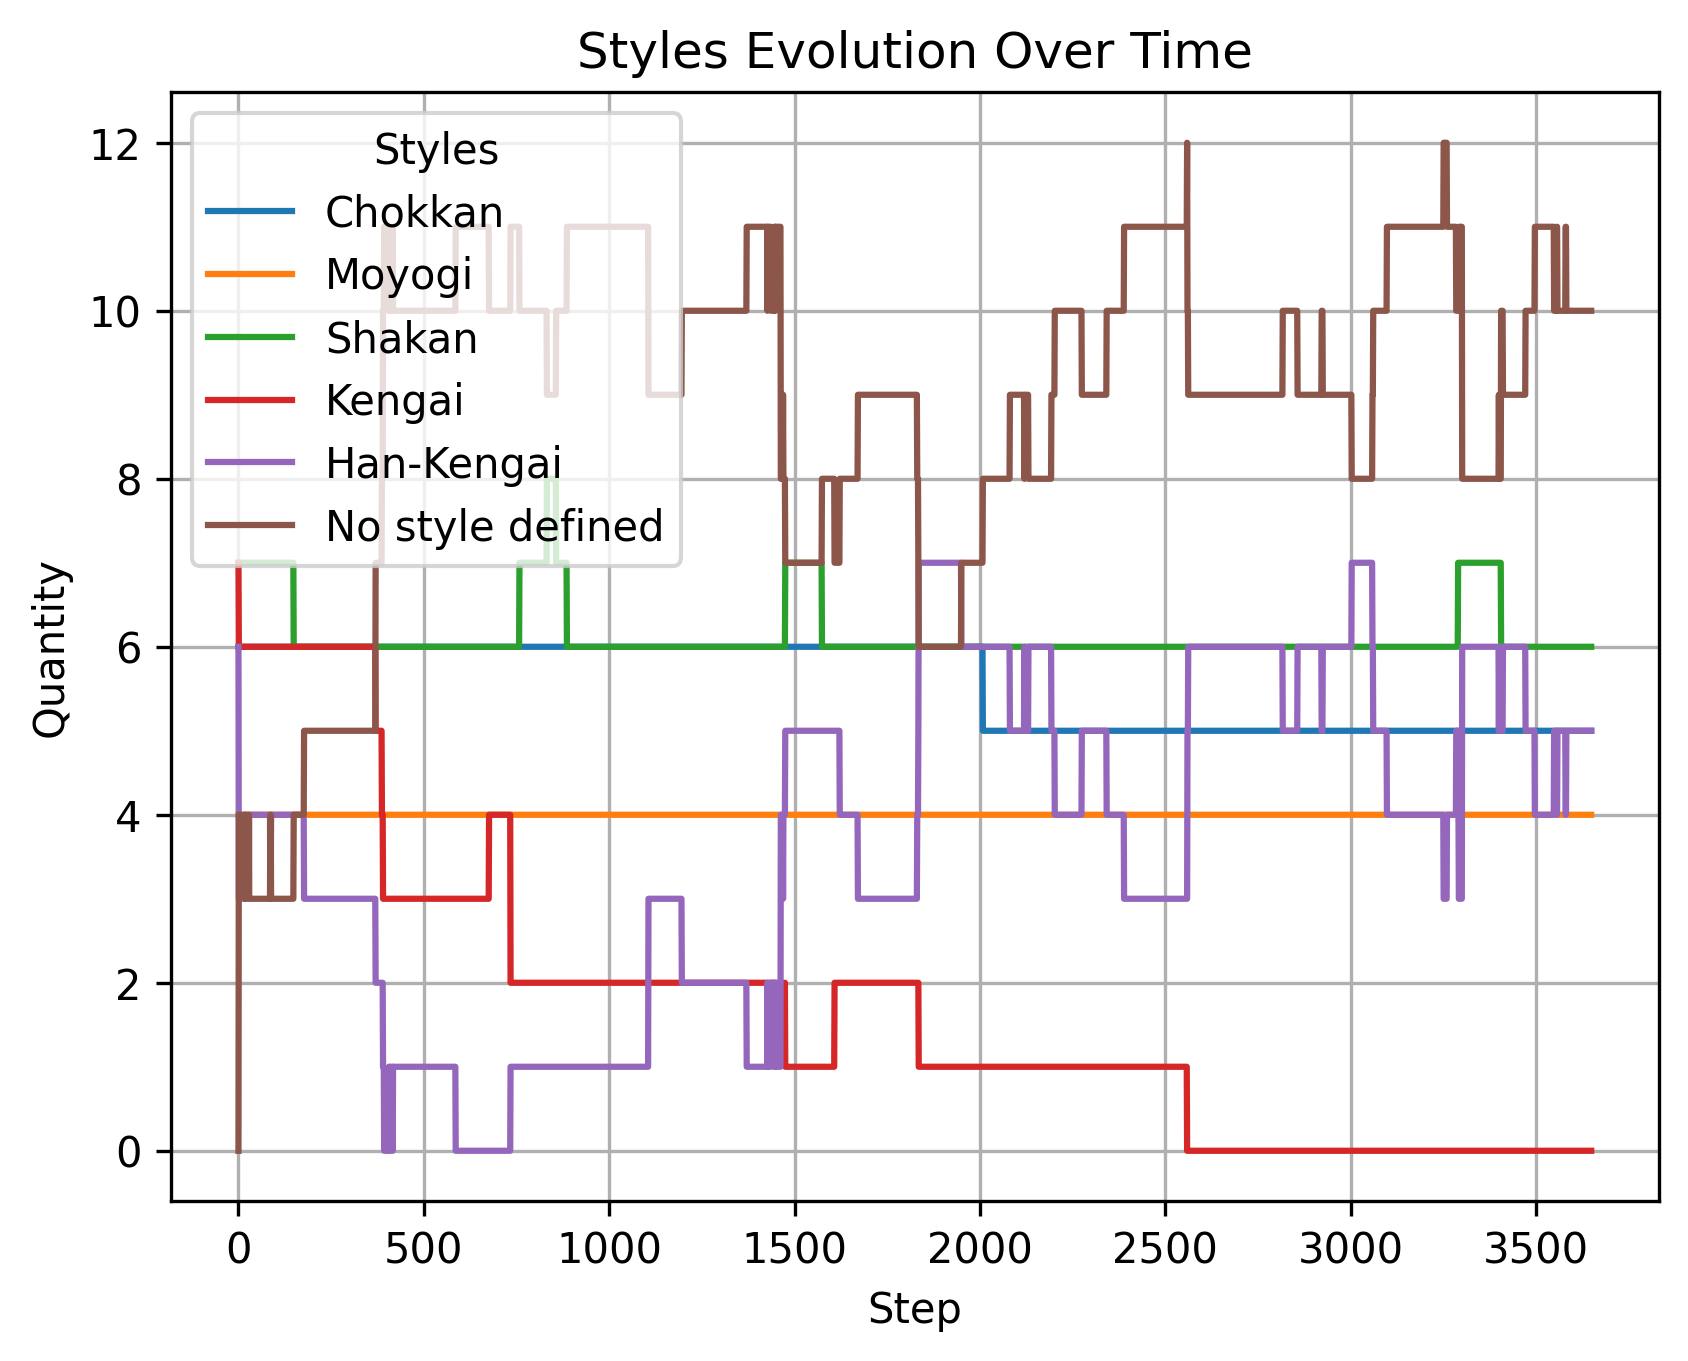 Styles Evolution Over Time
Styles
Chokkan
Moyogi
Shakan
Kengai
Han-Kengai
No style defined
12
10
8
6
4
2
0
Quantity
0 500 1000 1500 2000 2500 3000 3500
Step